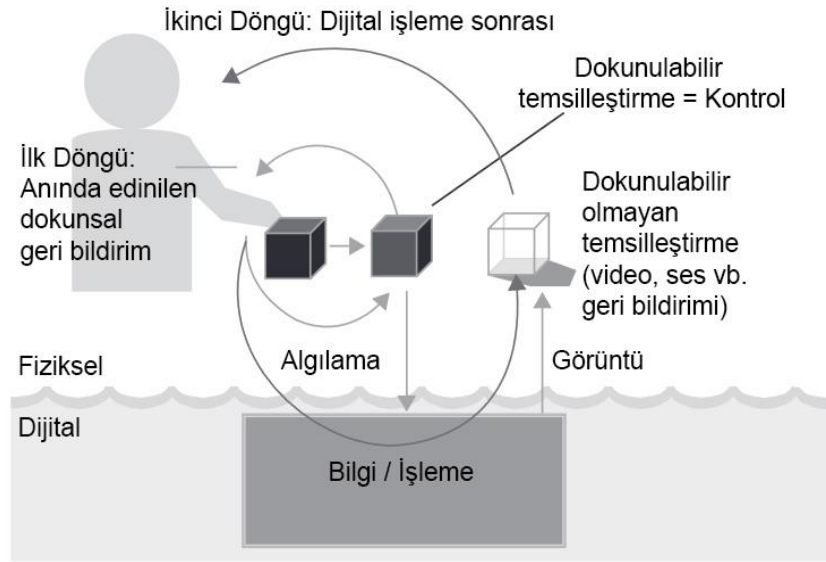 İkinci Döngü: Dijital işleme sonrası
Dokunulabilir
temsilleştirme = Kontrol
İlk Döngü:
Anında edinilen
dokunsal
geri bildirim
Dokunulabilir
olmayan
temsilleştirme
(video, ses vb.
geri bildirimi)
Algılama
Görüntü
Fiziksel
Dijital
Bilgi / İşleme